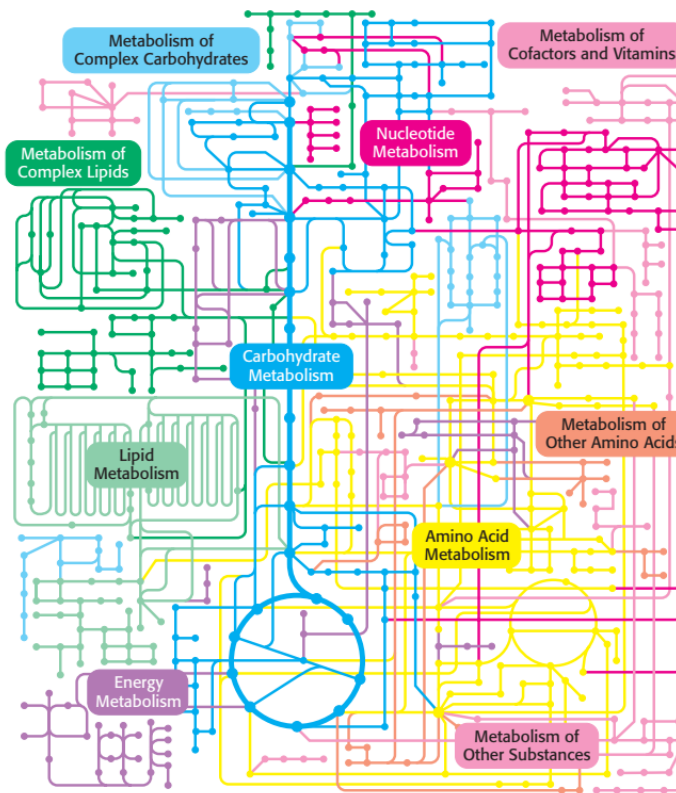 Metabolism of
Complex Carbohydrates
Metabolism of
Cofactors and Vitamins
Nucleotide
Metabolism
Metabolism of
Complex Lipids
Carbohydrate
Metabolism
Metabolism of
Other Amino Acids
Lipid
Metabolism
Amino Acid
Metabolism
Energy
Metabolism
Metabolism of
Other Substances